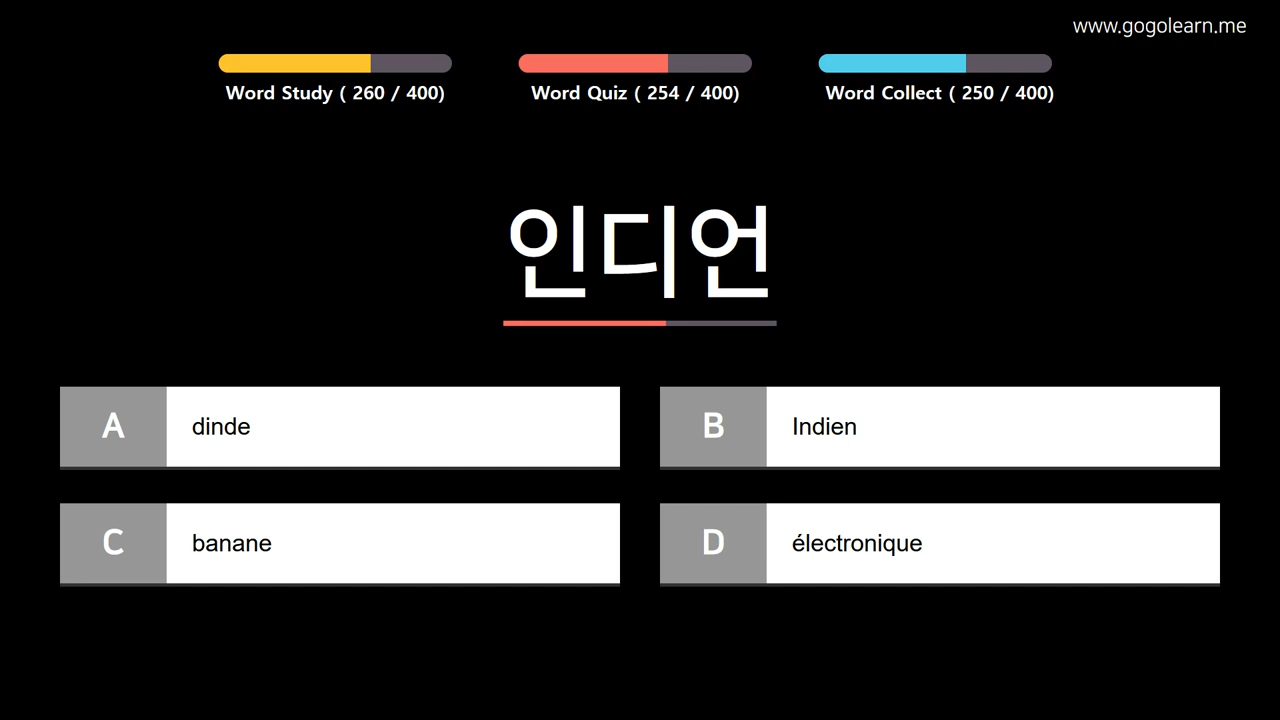 www.gogolearn.me
Word Study ( 260 / 400)
Word Quiz ( 254 / 400)
Word Collect ( 250 / 400)
인디언
A
dinde
B
Indien
C
banane
D
électronique